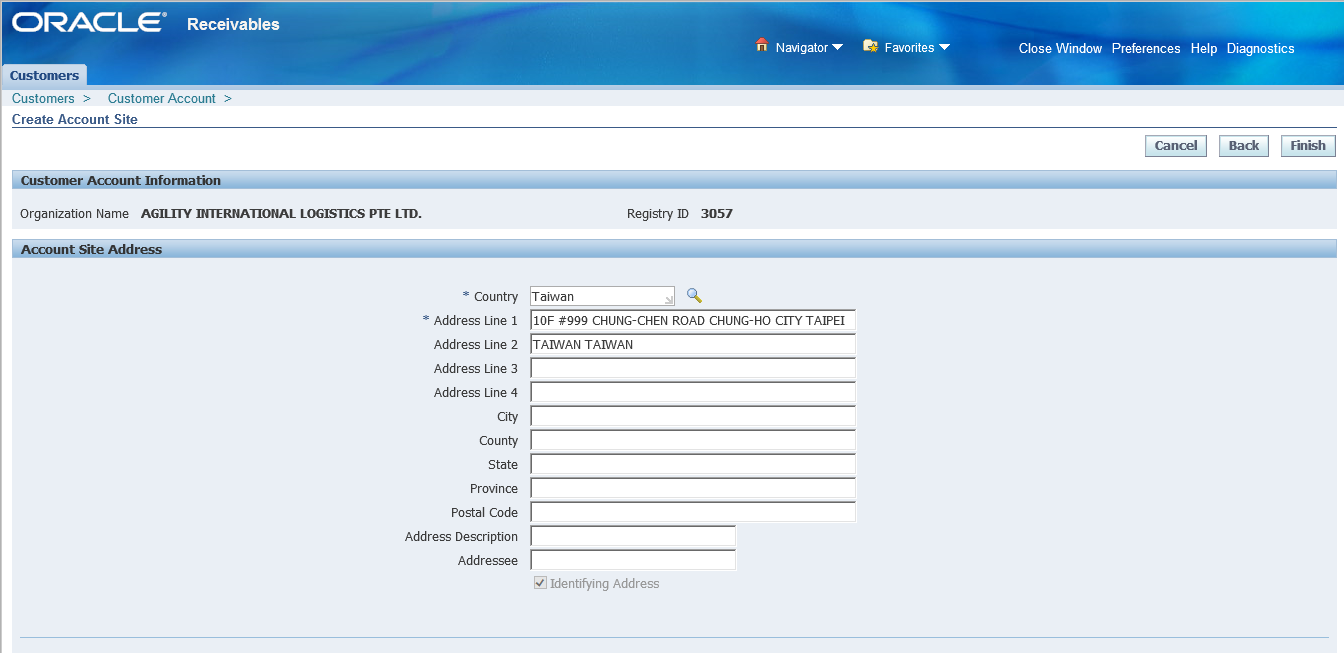 ORACLE® Receivables
Navigator Favorites Close Window Preferences Help Diagnostics
Customers
Customers > Customer Account >
Create Account Site
Cancel Back Finish
Customer Account Information
Organization Name AGILITY INTERNATIONAL LOGISTICS PTE LTD. Registry ID 3057
Account Site Address
* Country Taiwan
* Address Line 1 10F #999 CHUNG-CHEN ROAD CHUNG-HO CITY TAIPEI
Address Line 2 TAIWAN TAIWAN
Address Line 3
Address Line 4
City
County
State
Province
Postal Code
Address Description
Addressee
Identifying Address